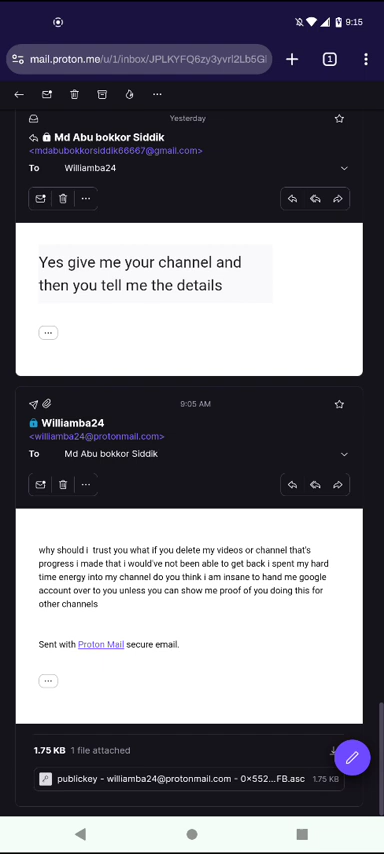 9:15
mail.proton.me/u/1/inbox/JPLKYFQ6zy3yvrl2Lb5G
1
Yesterday
Md Abu bokkor Siddik
<mdabubokkorsiddik66667@gmail.com>
To Williamba24
Yes give me your channel and
then you tell me the details
9:05 AM
Williamba24
<williamba24@protonmail.com>
To Md Abu bokkor Siddik
why should i trust you what if you delete my videos or channel that's
progress i made that i would've not been able to get back i spent my hard
time energy into my channel do you think i am insane to hand me google
account over to you unless you can show me proof of you doing this for
other channels
Sent with Proton Mail secure email.
1.75 KB 1 file attached
publickey - williamba24@protonmail.com - 0×552...FB.asc 1.75 KB